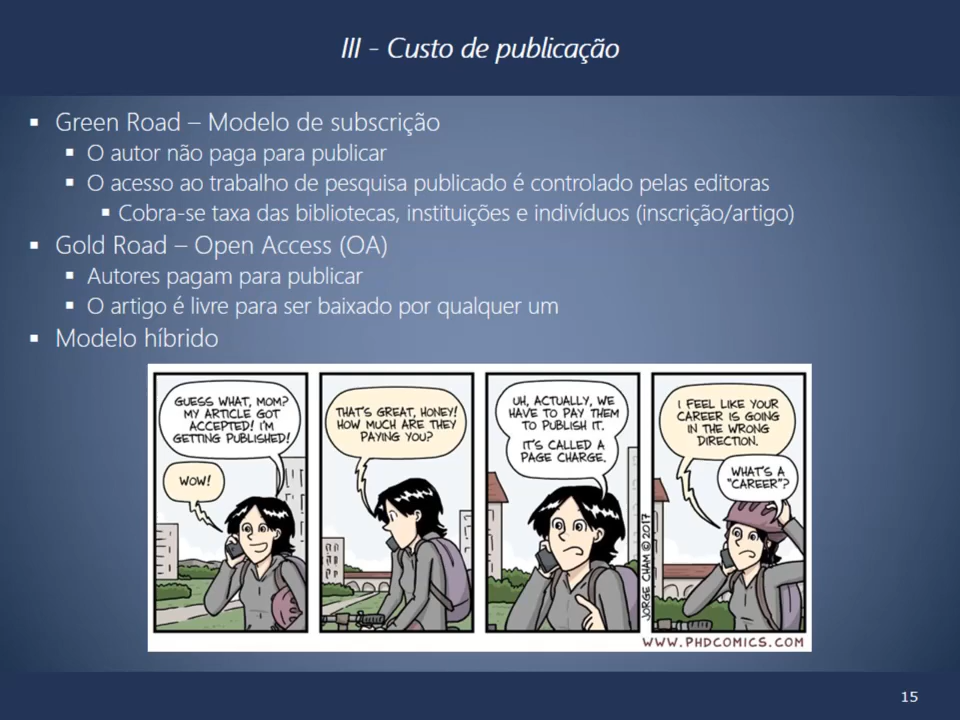 III - Custo de publicação
▪ Green Road – Modelo de subscrição
▪ O autor não paga para publicar
▪ O acesso ao trabalho de pesquisa publicado é controlado pelas editoras
▪ Cobra-se taxa das bibliotecas, instituições e indivíduos (inscrição/artigo)
▪ Gold Road – Open Access (OA)
▪ Autores pagam para publicar
▪ O artigo é livre para ser baixado por qualquer um
▪ Modelo híbrido
GUESS WHAT, MOM?
MY ARTICLE GOT
ACCEPTED! I'M
GETTING PUBLISHED!
WOW!
THAT'S GREAT, HONEY!
HOW MUCH ARE THEY
PAYING YOU?
UH, ACTUALLY, WE
HAVE TO PAY THEM
TO PUBLISH IT.
IT'S CALLED A
PAGE CHARGE.
I FEEL LIKE YOUR
CAREER IS GOING
IN THE WRONG
DIRECTION.
WHAT'S A
"CAREER"?
JORGE CHAM © 2017
WWW.PHDCOMICS.COM
15